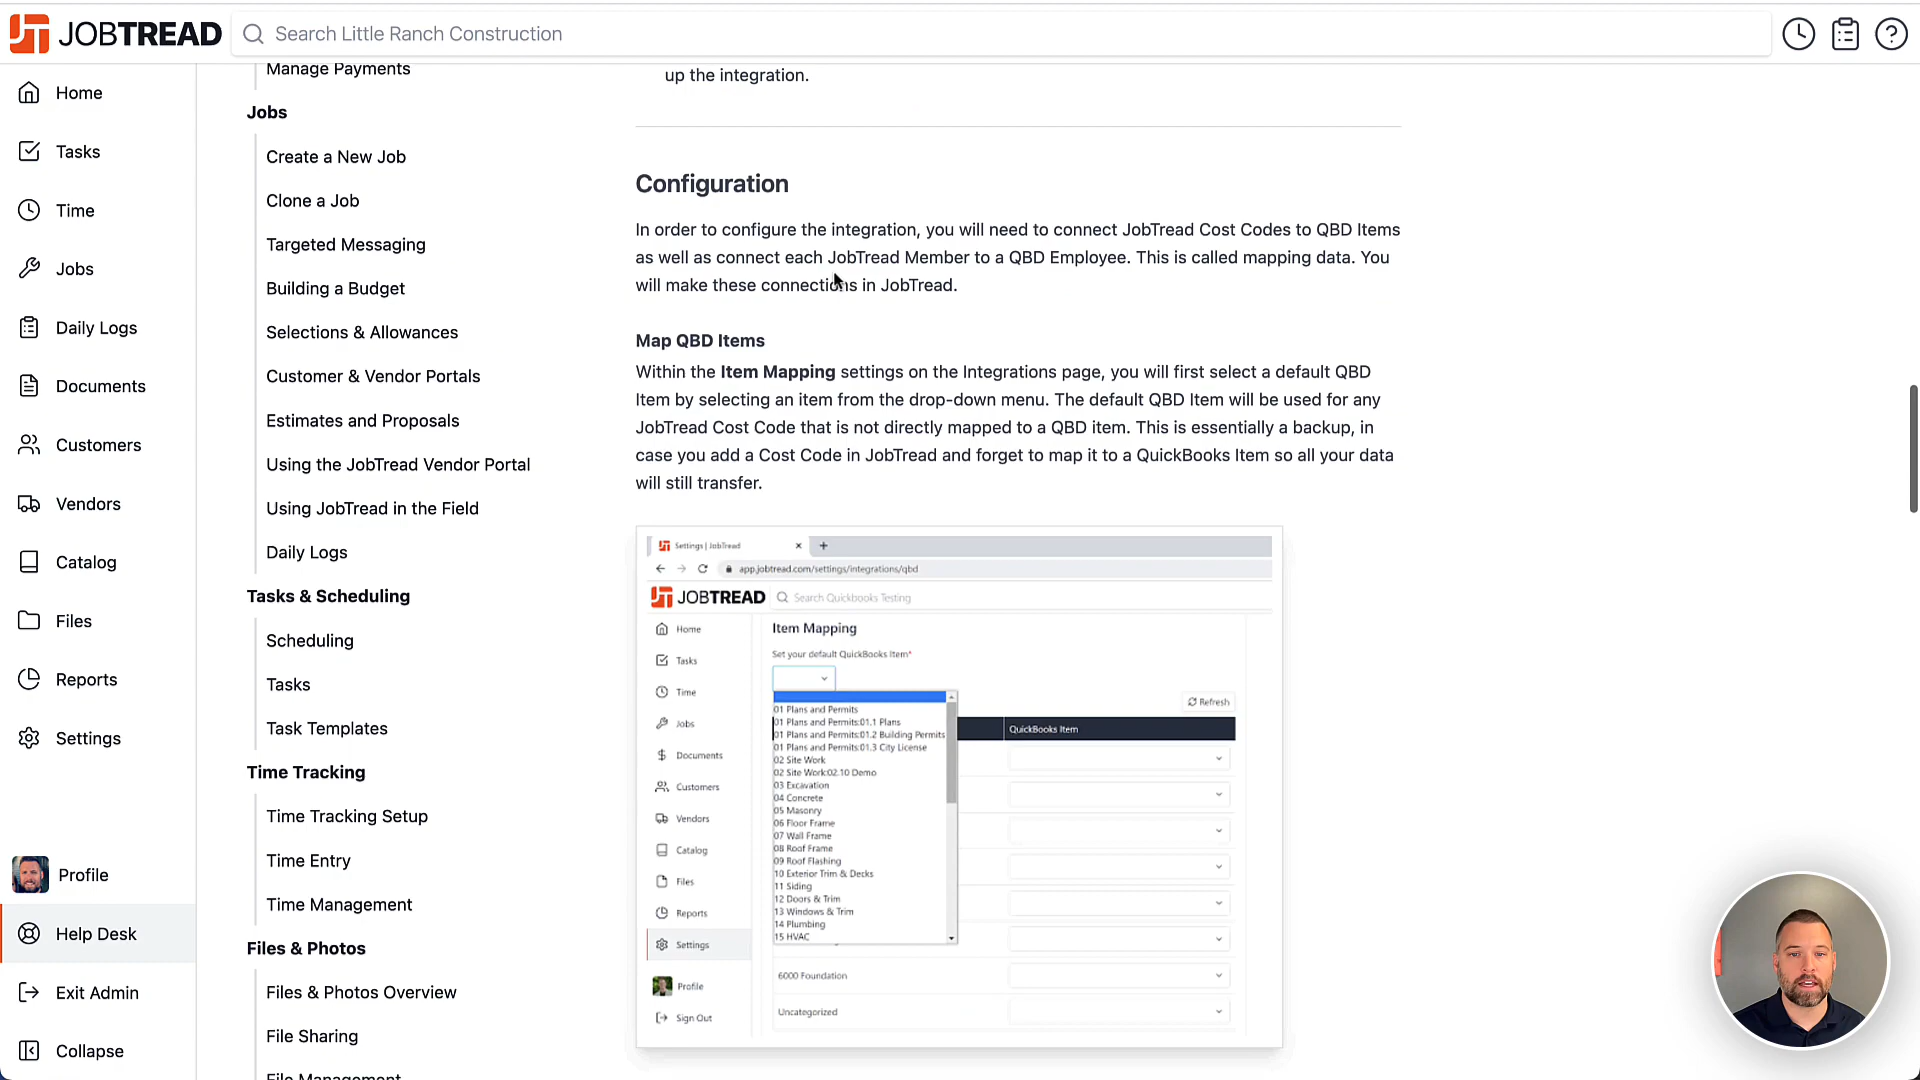 JOBTREAD
Search Little Ranch Construction
Home
Tasks
Time
Jobs
Daily Logs
Documents
Customers
Vendors
Catalog
Files
Reports
Settings
Profile
Help Desk
Exit Admin
Collapse
Manage Payments
Jobs
Create a New Job
Clone a Job
Targeted Messaging
Building a Budget
Selections & Allowances
Customer & Vendor Portals
Estimates and Proposals
Using the JobTread Vendor Portal
Using JobTread in the Field
Daily Logs
Tasks & Scheduling
Scheduling
Tasks
Task Templates
Time Tracking
Time Tracking Setup
Time Entry
Time Management
Files & Photos
Files & Photos Overview
File Sharing
File Management
up the integration.
Configuration
In order to configure the integration, you will need to connect JobTread Cost Codes to QBD Items
as well as connect each JobTread Member to a QBD Employee. This is called mapping data. You
will make these connections in JobTread.
Map QBD Items
Within the Item Mapping settings on the Integrations page, you will first select a default QBD
Item by selecting an item from the drop-down menu. The default QBD Item will be used for any
JobTread Cost Code that is not directly mapped to a QBD item. This is essentially a backup, in
case you add a Cost Code in JobTread and forget to map it to a QuickBooks Item so all your data
will still transfer.
Settings | JobTread
app.jobtread.com/settings/integrations/qbd
JOBTREAD
Search Quickbooks Testing
Home
Tasks
Time
Jobs
Documents
Customers
Vendors
Catalog
Files
Reports
Settings
Profile
Sign Out
Item Mapping
Set your default QuickBooks Item*
Refresh
QuickBooks Item
01 Plans and Permits
01 Plans and Permits:01.1 Plans
01 Plans and Permits:01.2 Building Permits
01 Plans and Permits:01.3 City License
02 Site Work
02 Site Work:02.10 Demo
03 Excavation
04 Concrete
05 Masonry
06 Floor Frame
07 Wall Frame
08 Roof Frame
09 Roof Flashing
10 Exterior Trim & Decks
11 Siding
12 Doors & Trim
13 Windows & Trim
14 Plumbing
15 HVAC
6000 Foundation
Uncategorized